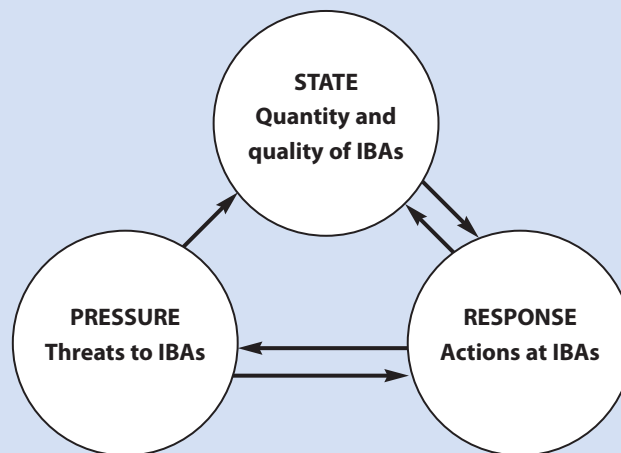 STATE
Quantity and
quality of IBAs
PRESSURE
Threats to IBAs
RESPONSE
Actions at IBAs